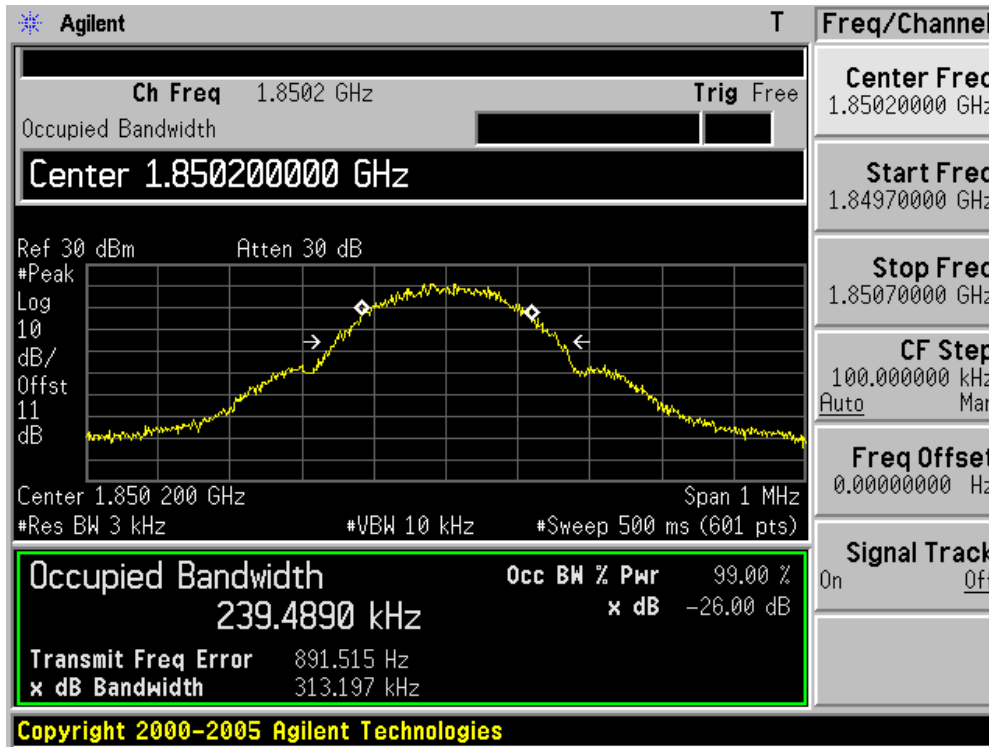 Agilent T Freq/Channel
Ch Freq 1.8502 GHz Trig Free
Occupied Bandwidth
Center 1.850200000 GHz
Ref 30 dBm Atten 30 dB
#Peak
Log
10
dB/
Offst
11
dB
Center 1.850 200 GHz Span 1 MHz
#Res BW 3 kHz #VBW 10 kHz #Sweep 500 ms (601 pts)
Occupied Bandwidth
239.4890 kHz
Occ BW % Pwr 99.00 %
x dB -26.00 dB
Transmit Freq Error 891.515 Hz
x dB Bandwidth 313.197 kHz
Copyright 2000-2005 Agilent Technologies
Center Freq
1.85020000 GHz
Start Freq
1.84970000 GHz
Stop Freq
1.85070000 GHz
CF Step
100.000000 kHz
Auto Man
Freq Offset
0.00000000 Hz
Signal Track
On Off